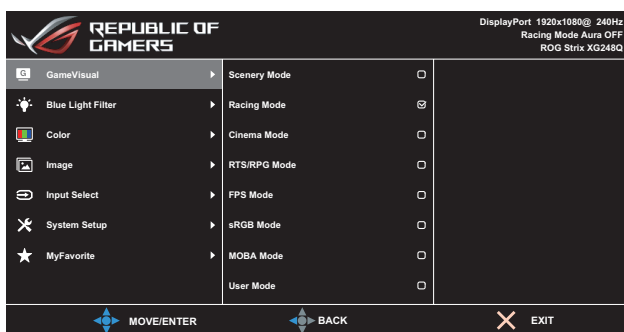 REPUBLIC OF
GAMERS
DisplayPort 1920x1080@ 240Hz
Racing Mode Aura OFF
ROG Strix XG248Q
G GameVisual
Blue Light Filter
Color
Image
Input Select
System Setup
MyFavorite
Scenery Mode
Racing Mode
Cinema Mode
RTS/RPG Mode
FPS Mode
sRGB Mode
MOBA Mode
User Mode
MOVE/ENTER
BACK
EXIT